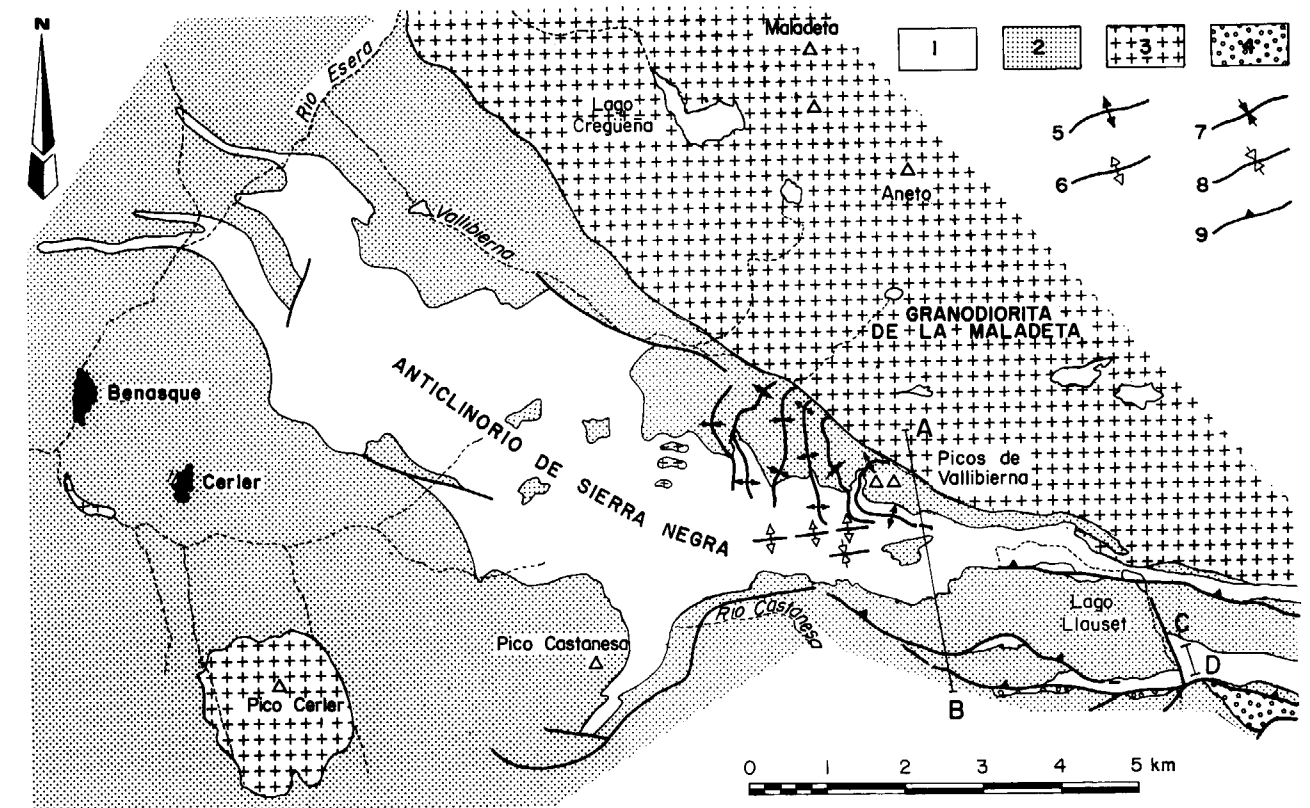 N
Rio Esera
Maladeta
1
2
3
4
Lago
Cregüeña
5
7
6
8
9
Aneto
Vallibierna
GRANODIORITA
DE LA MALADETA
Benasque
ANTICLINORIO DE SIERRA NEGRA
A
Picos de
Vallibierna
Cerler
Rio Castanesa
Lago
Llauset
C
D
Pico Castanesa
Pico Cerler
B
0 1 2 3 4 5 km